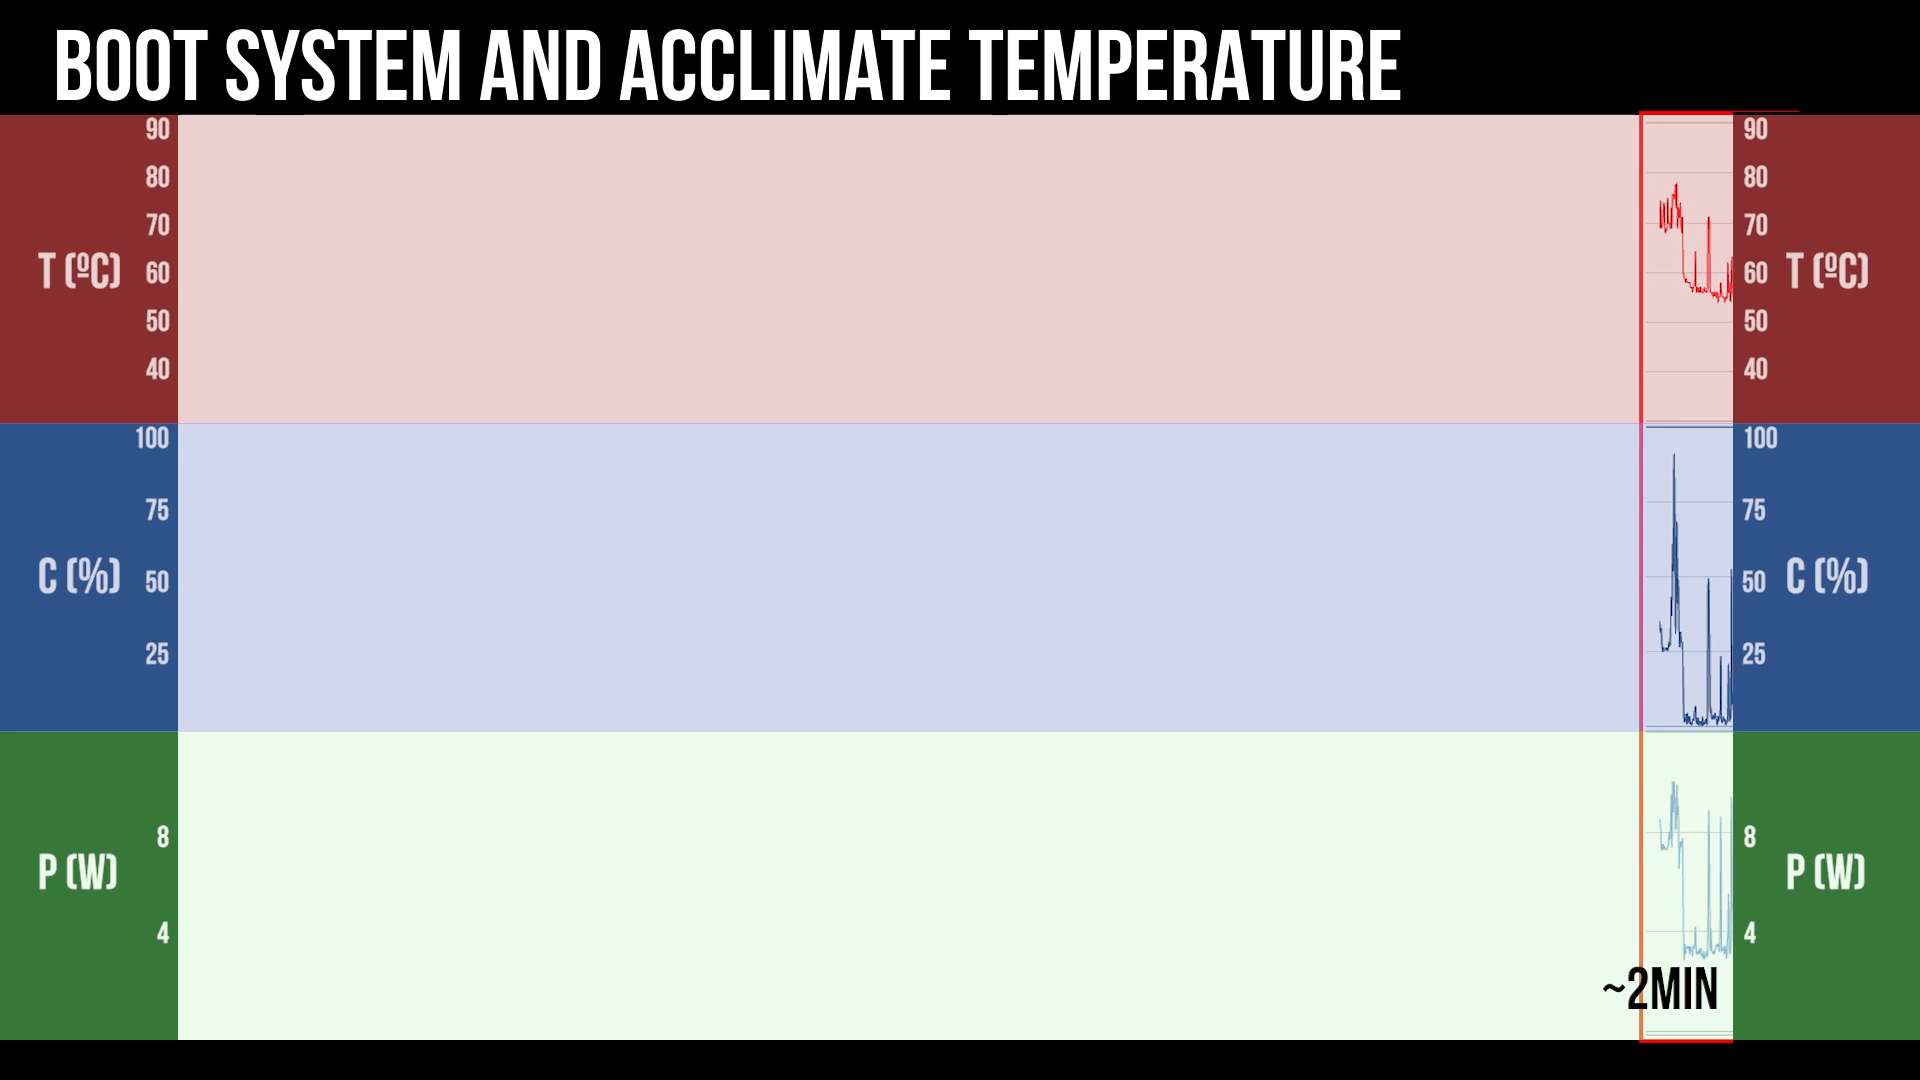 BOOT SYSTEM AND ACCLIMATE TEMPERATURE
90 90
80 80
70 70
T (ºC) 60 60 T (ºC)
50 50
40 40
100 100
75 75
C (%) 50 50 C (%)
25 25
8 8
P (W) P (W)
4 4
~2MIN